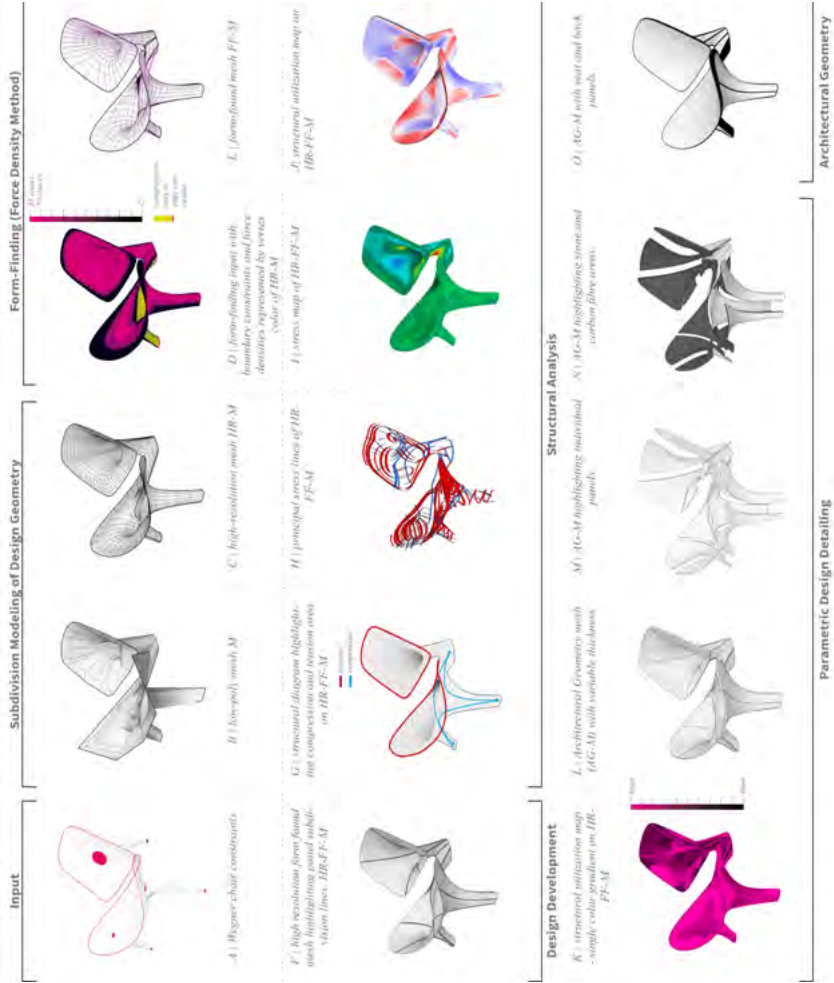 Input
Subdivision Modeling of Design Geometry
Form-Finding (Force Density Method)
A | Wegner chair constraints
B | low-poly mesh M
C | high-resolution mesh HR-M
D | form-finding input with
boundary constraints and force
densities represented by vertex
color of HR-M
E | form-found mesh FF-M
F | high resolution form found
mesh highlighting panel subdi-
vision lines: HR-FF-M
G | structural diagram highlight-
ing compression and tension areas
on HR-FF-M
H | principal stress lines of HR-
FF-M
I | stress map of HR-FF-M
J | structural utilization map on
HR-FF-M
Design Development
Structural Analysis
K | structural utilization map
- single color gradient on HR-
FF-M
L | Architectural Geometry mesh
(AG-M) with variable thickness
M | AG-M highlighting individual
panels
N | AG-M highlighting stone and
carbon fibre areas
O | AG-M with seat and back
panels
Parametric Design Detailing
Architectural Geometry